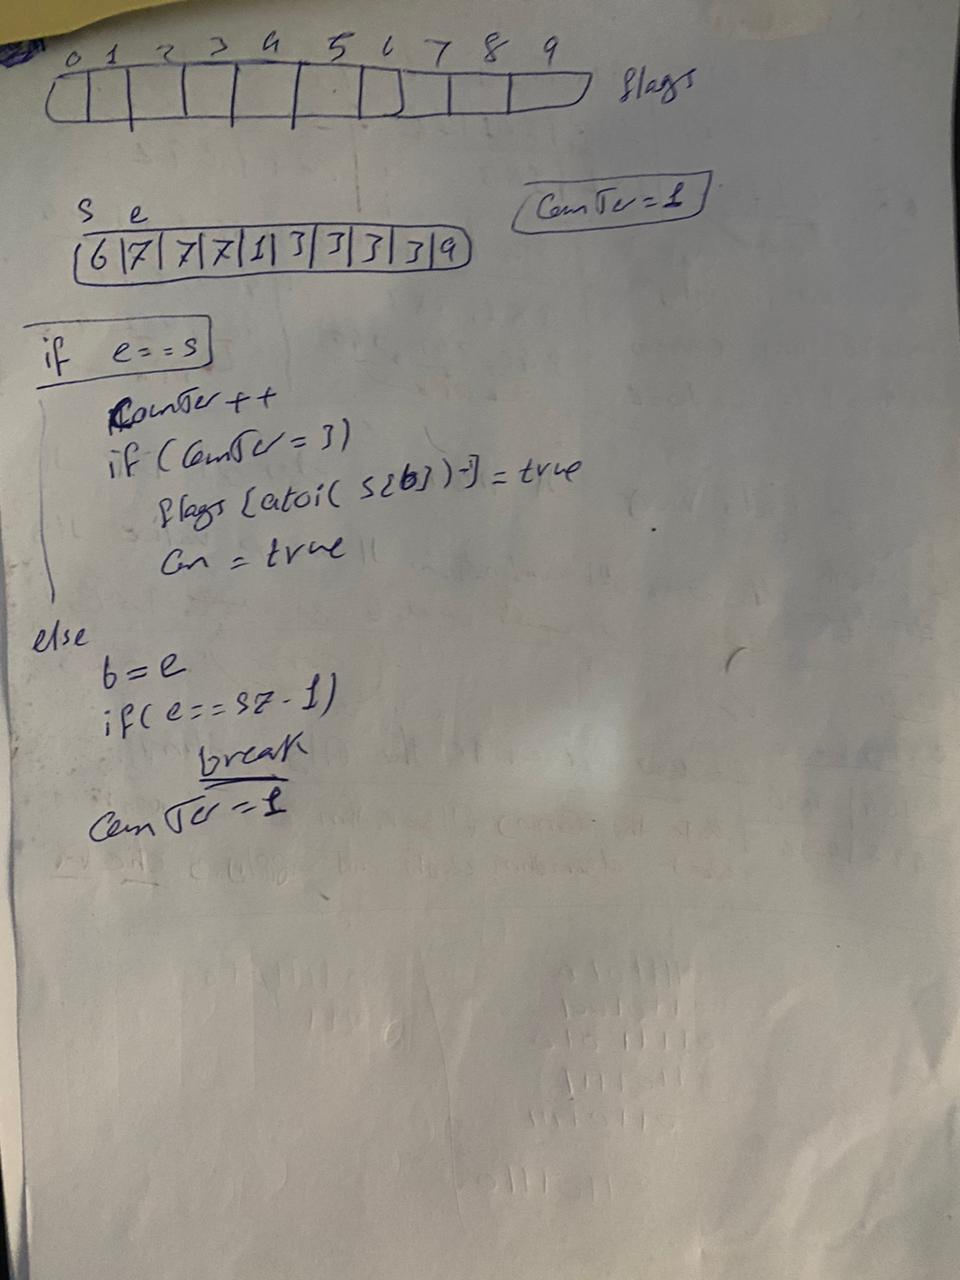 0 1 2 3 4 5 6 7 8 9
flags
Counter = 1
s e
6 | 7 | 7 | 7 | 1 | 3 | 3 | 3 | 3 | 9
if e == s
Counter ++
if (Counter = 3)
flags [atoi( s[b]) - ] = true
Can = true
else
b = e
if( e == sz - 1)
break
Counter = 1